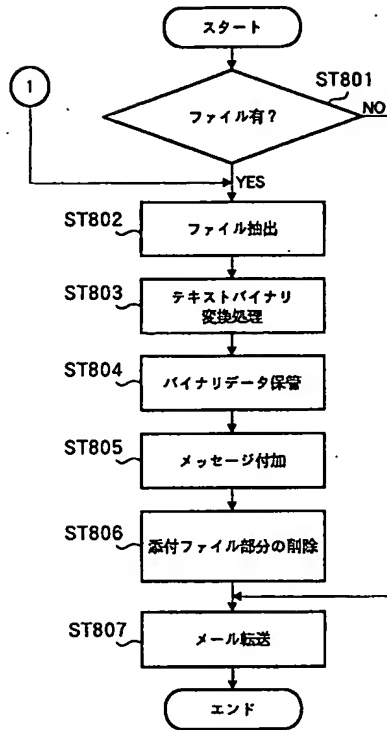 スタート
1
ST801
ファイル有?
NO
YES
ST802
ファイル抽出
ST803
テキストバイナリ
変換処理
ST804
バイナリデータ保管
ST805
メッセージ付加
ST806
添付ファイル部分の削除
ST807
メール転送
エンド